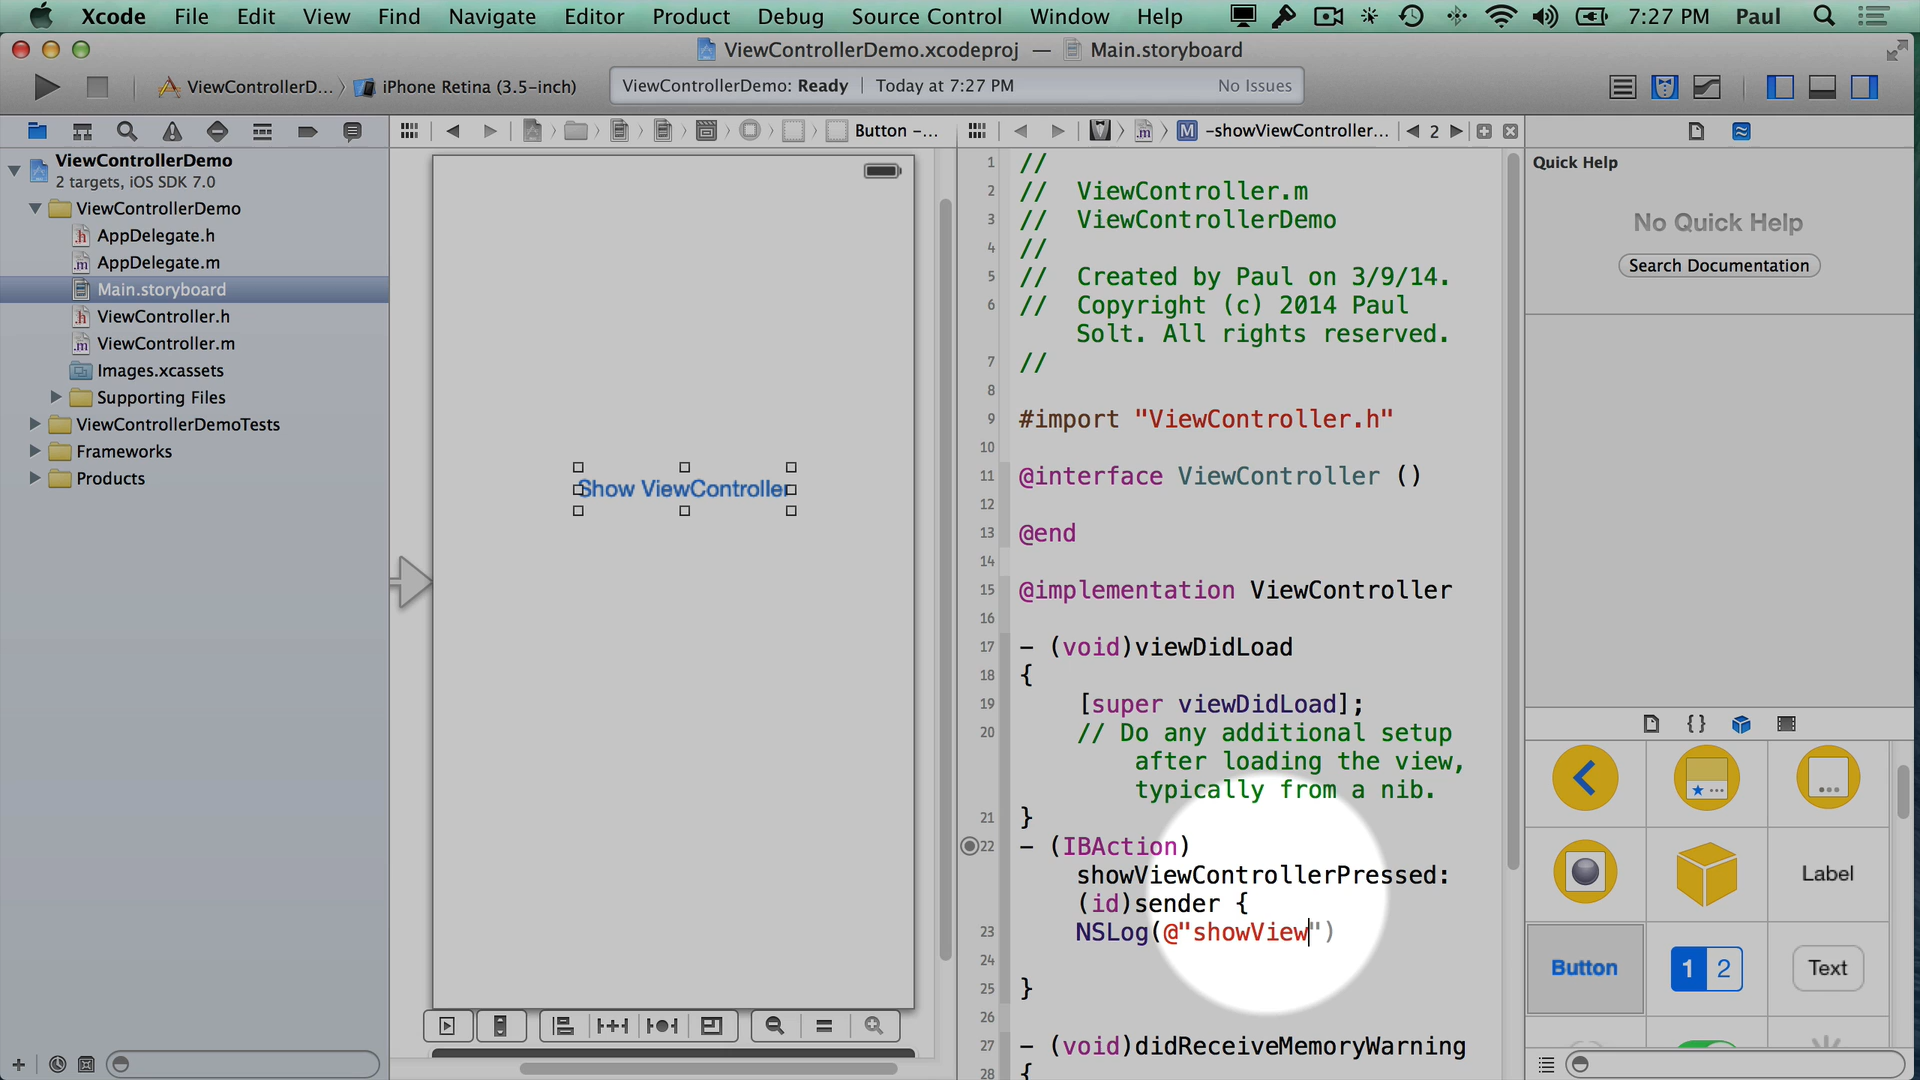 Xcode File Edit View Find Navigate Editor Product Debug Source Control Window Help 7:27 PM Paul
ViewControllerDemo.xcodeproj — Main.storyboard
ViewControllerD... iPhone Retina (3.5-inch)
ViewControllerDemo: Ready Today at 7:27 PM No Issues
Button –...
-showViewController... 2
ViewControllerDemo
2 targets, iOS SDK 7.0
ViewControllerDemo
AppDelegate.h
AppDelegate.m
Main.storyboard
ViewController.h
ViewController.m
Images.xcassets
Supporting Files
ViewControllerDemoTests
Frameworks
Products
Show ViewController
1 //
2 // ViewController.m
3 // ViewControllerDemo
4 //
5 // Created by Paul on 3/9/14.
6 // Copyright (c) 2014 Paul
Solt. All rights reserved.
7 //
8
9 #import "ViewController.h"
10
11 @interface ViewController ()
12
13 @end
14
15 @implementation ViewController
16
17 - (void)viewDidLoad
18 {
19 [super viewDidLoad];
20 // Do any additional setup
after loading the view,
typically from a nib.
21 }
22 - (IBAction)
showViewControllerPressed:
(id)sender {
23 NSLog(@"showView")
24
25 }
26
27 - (void)didReceiveMemoryWarning
28 {
Quick Help
No Quick Help
Search Documentation
Label
Button
1 2
Text